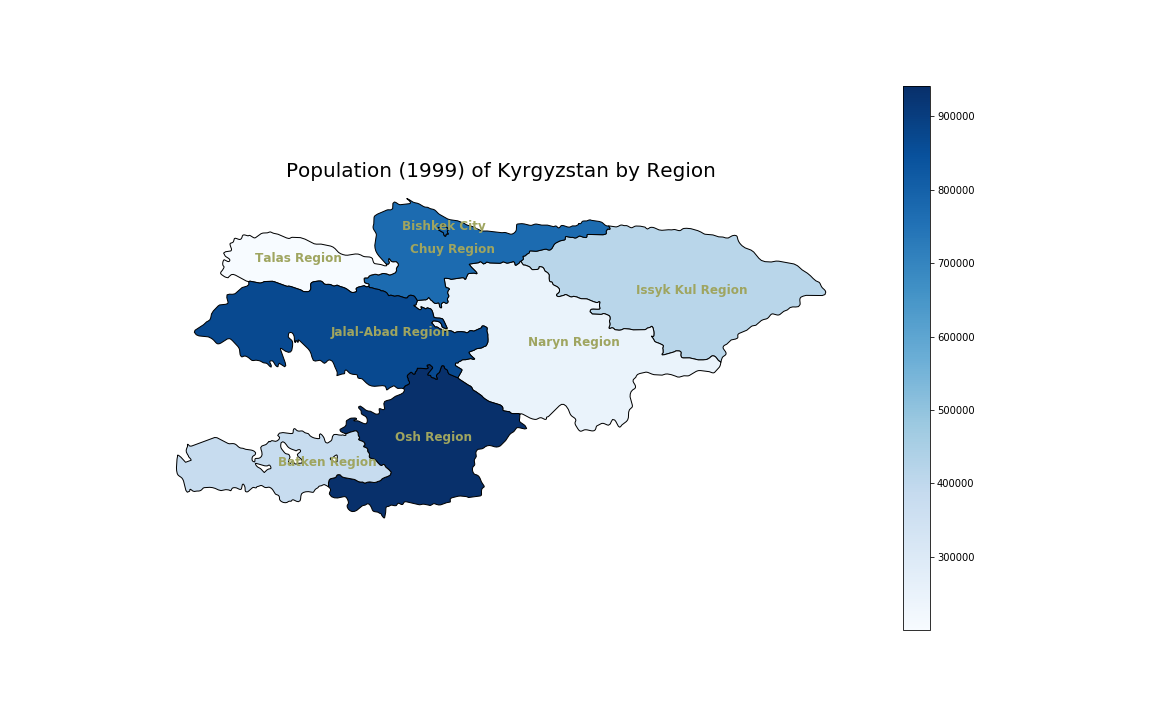 Population (1999) of Kyrgyzstan by Region
Bishkek City
Chuy Region
Talas Region
Issyk Kul Region
Jalal-Abad Region
Naryn Region
Osh Region
Batken Region
900000
800000
700000
600000
500000
400000
300000